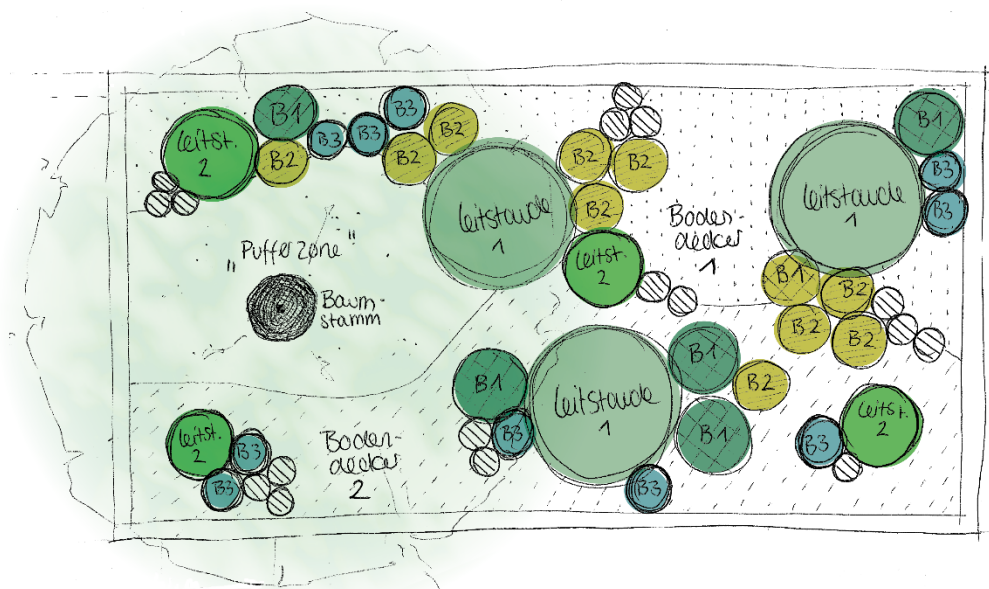 Leitst.
2
B1
B2
B3
B3
B3
B2
B2
Leitstaude
1
B2
B2
B2
Leitst.
2
Boden-
decker
1
Leitstaude
1
B1
B3
B3
B1
B2
B2
B2
"Pufferzone"
Baum-
stamm
B1
B3
Leitstaude
1
B1
B2
B1
B3
B3
Leitst.
2
Leitst.
2
B3
B3
Boden-
decker
2